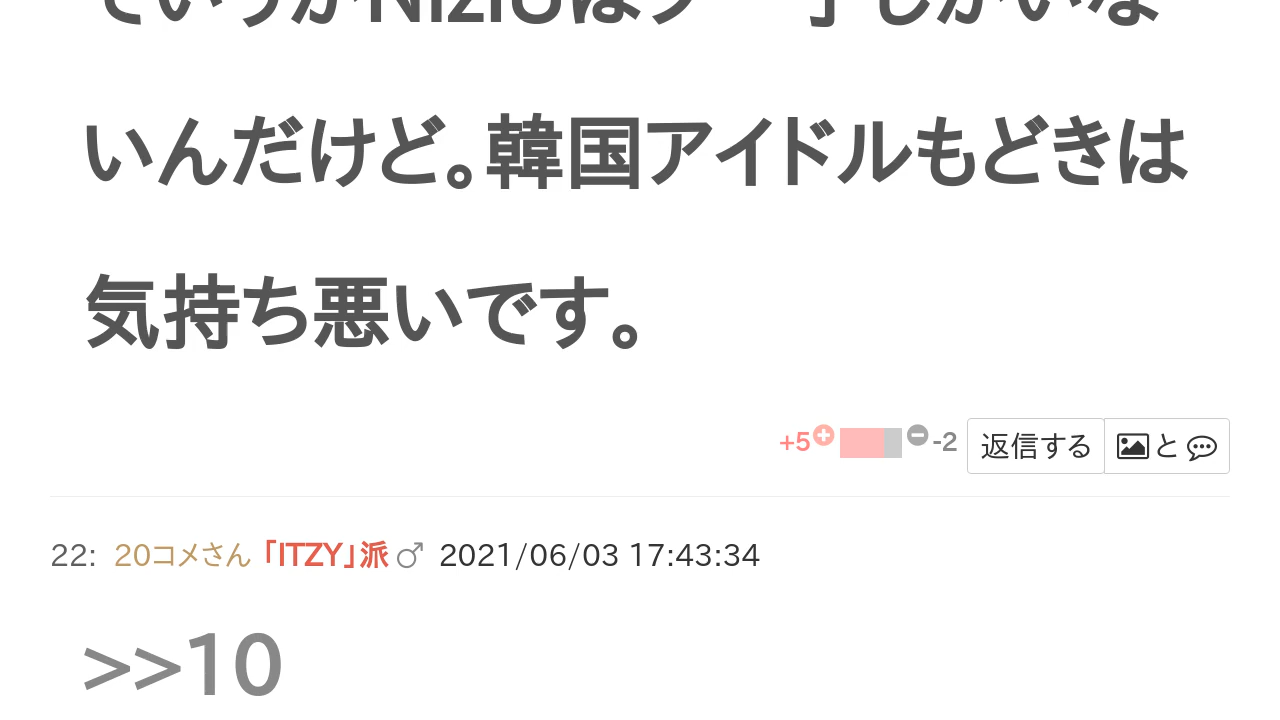 いんだけど。韓国アイドルもどきは
気持ち悪いです。
+5 -2 返信する と
22: 20コメさん 「ITZY」派♂ 2021/06/03 17:43:34
>>10